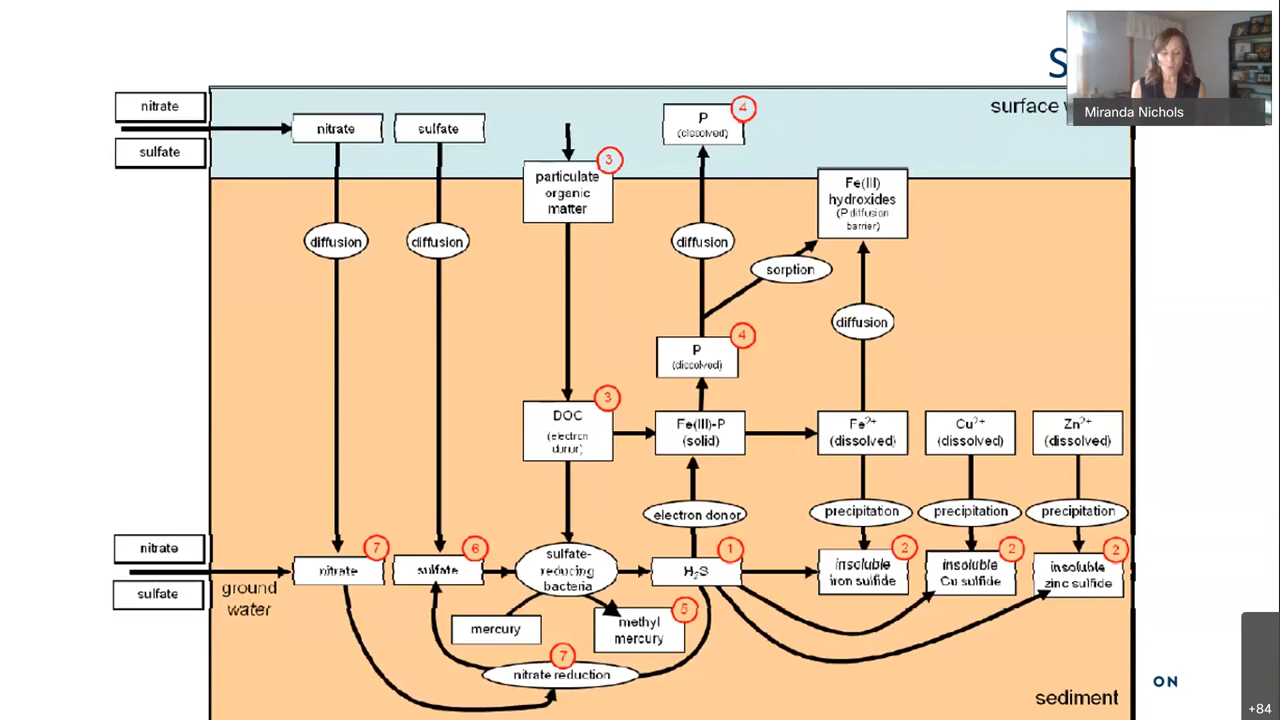 S
Miranda Nichols
surface
nitrate
sulfate
nitrate
sulfate
P
(dissolved)
4
particulate
organic
matter
3
Fe(III)
hydroxides
(P diffusion
barrier)
diffusion
diffusion
diffusion
sorption
diffusion
P
(dissolved)
4
DOC
(electron
donor)
3
Fe(III)-P
(solid)
Fe2+
(dissolved)
Cu2+
(dissolved)
Zn2+
(dissolved)
electron donor
precipitation
precipitation
precipitation
nitrate
sulfate
ground
water
nitrate
7
sulfate
6
sulfate-
reducing
bacteria
H2S
1
insoluble
iron sulfide
2
insoluble
Cu sulfide
2
insoluble
zinc sulfide
2
mercury
methyl
mercury
5
7
nitrate reduction
sediment
ON
+84